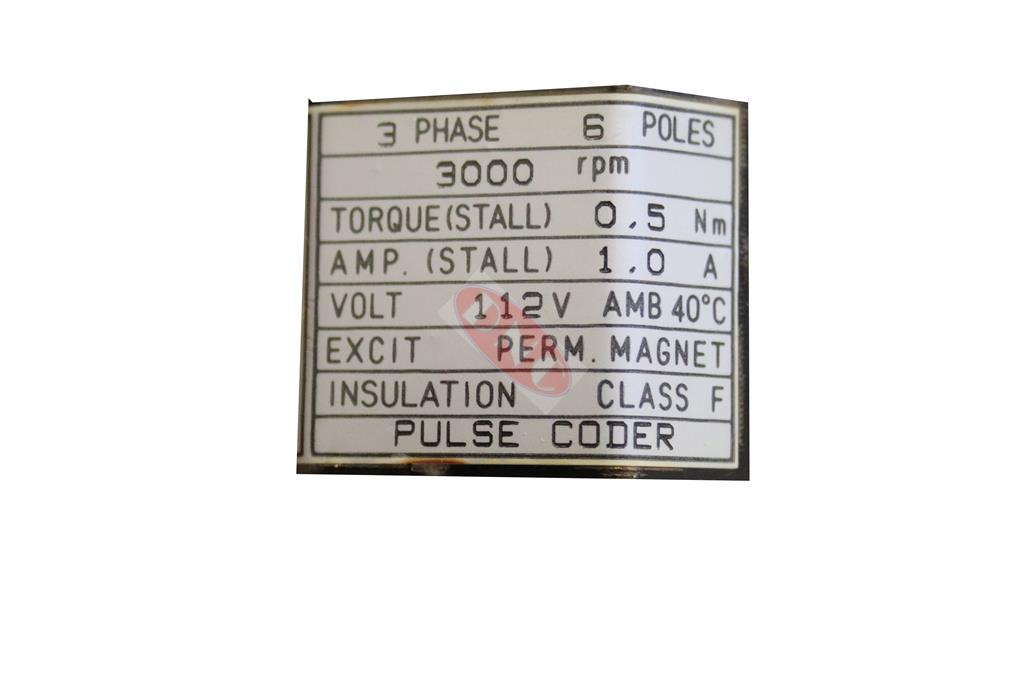 3 PHASE 6 POLES
3000 rpm
TORQUE(STALL) 0.5 Nm
AMP. (STALL) 1.0 A
VOLT 112V AMB 40°C
EXCIT PERM. MAGNET
INSULATION CLASS F
PULSE CODER